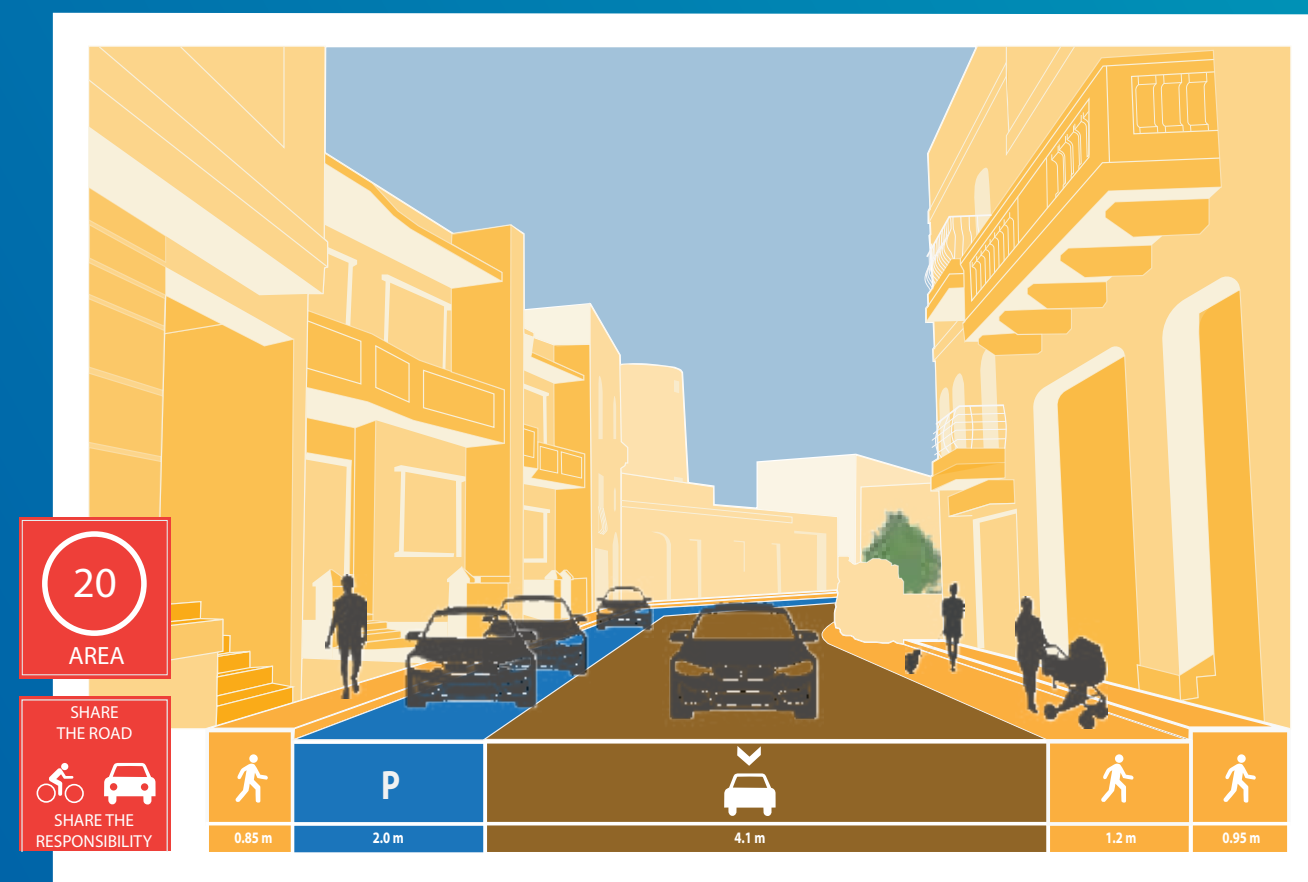 20
AREA
SHARE
THE ROAD
SHARE THE
RESPONSIBILITY
P
0.85 m
2.0 m
4.1 m
1.2 m
0.95 m